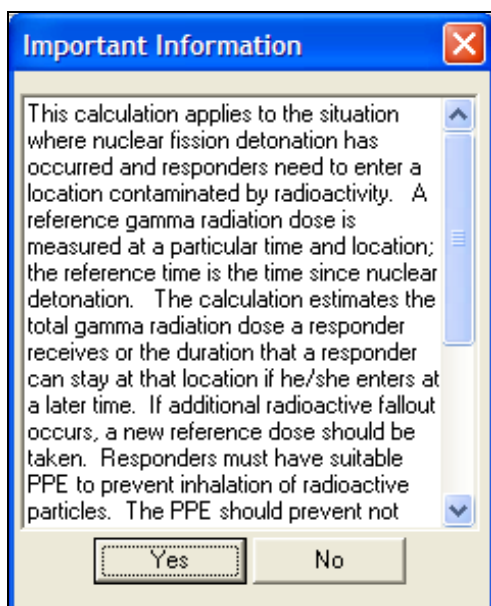 Important Information
This calculation applies to the situation
where nuclear fission detonation has
occurred and responders need to enter a
location contaminated by radioactivity.   A
reference gamma radiation dose is
measured at a particular time and location;
the reference time is the time since nuclear
detonation.   The calculation estimates the
total gamma radiation dose a responder
receives or the duration that a responder
can stay at that location if he/she enters at
a later time.  If additional radioactive fallout
occurs, a new reference dose should be
taken.  Responders must have suitable
PPE to prevent inhalation of radioactive
particles.  The PPE should prevent not
Yes No